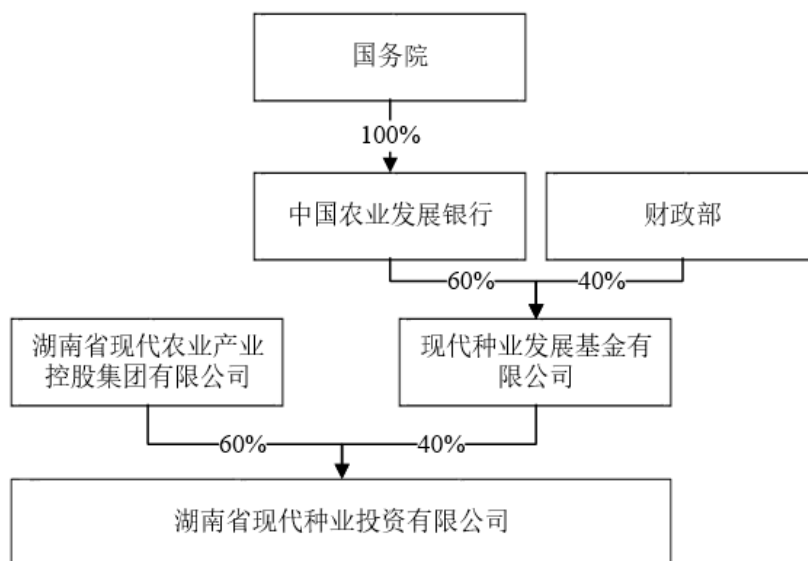 国务院
100%
中国农业发展银行
财政部
60%
40%
湖南省现代农业产业
控股集团有限公司
现代种业发展基金有
限公司
60%
40%
湖南省现代种业投资有限公司